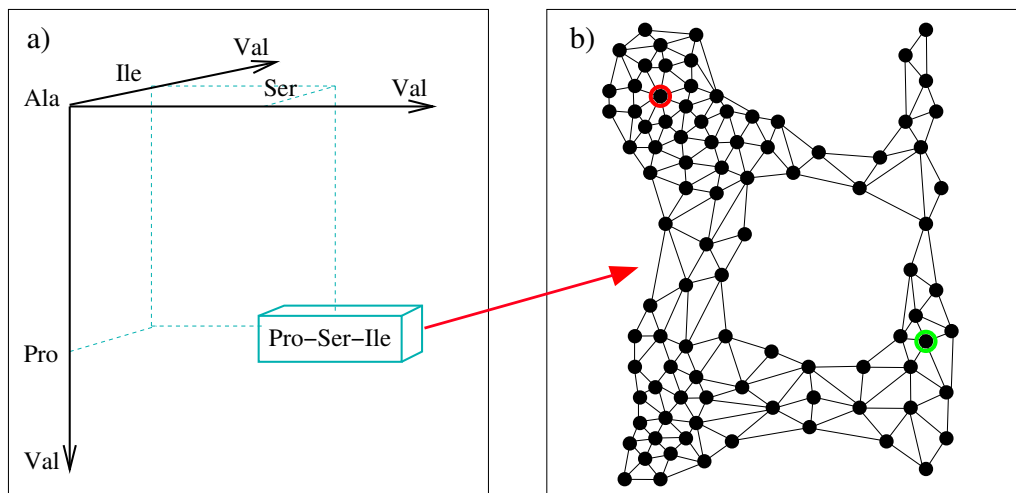 a)
Val
Ile
Ser
Ala
Val
Pro−Ser−Ile
Pro
Val
b)